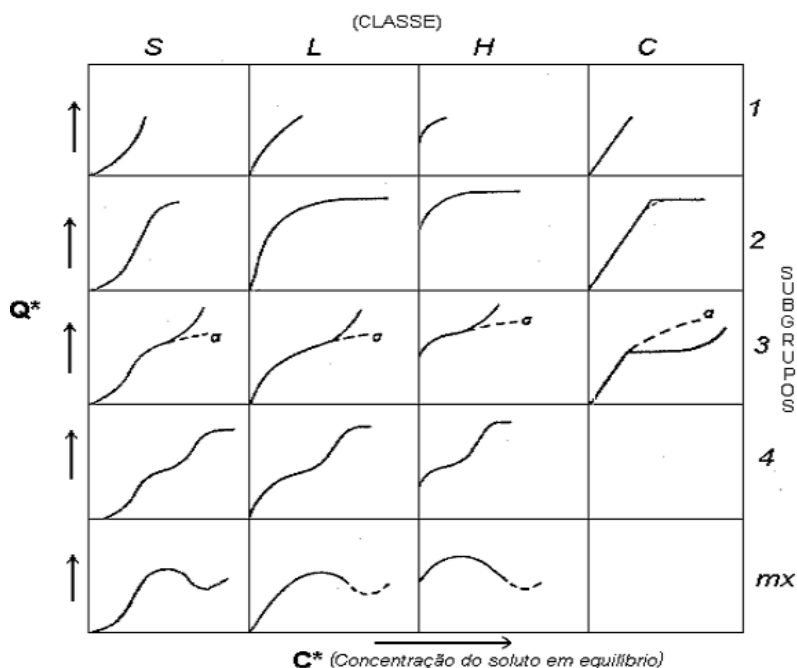 (CLASSE)
S L H C
1
2
Q*
α α α α
3
SUBGRUPOS
4
mx
C* (Concentração do soluto em equilíbrio)